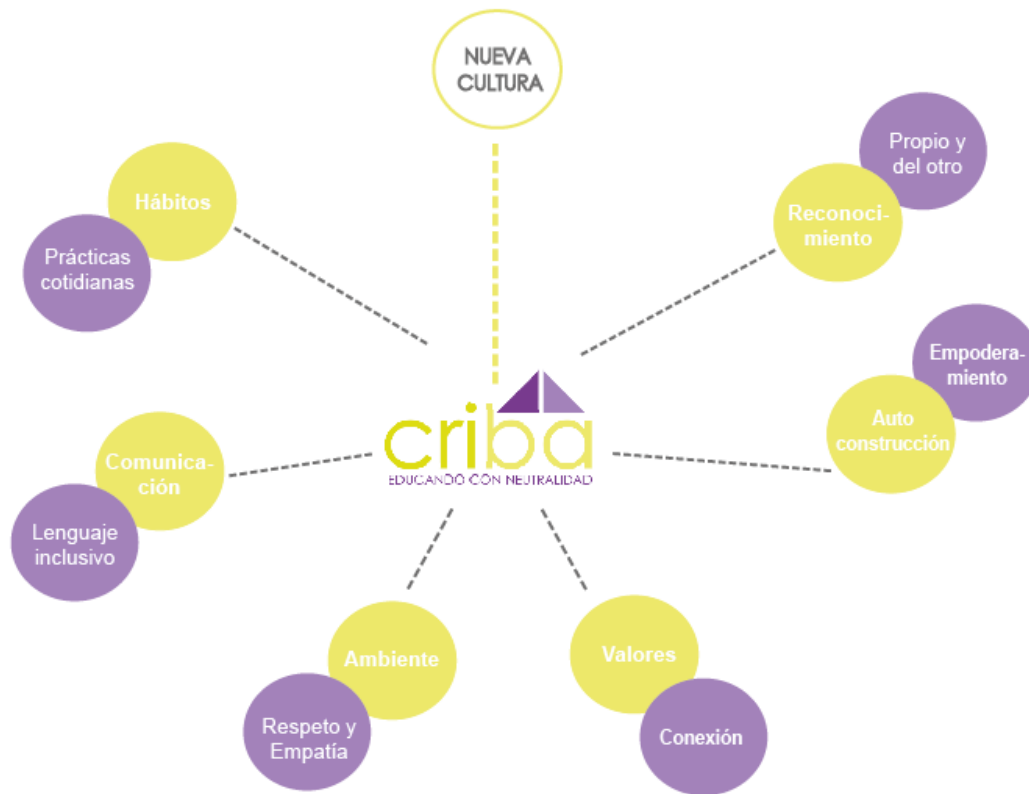 NUEVA
CULTURA
Propio y
del otro
Reconoci-
miento
Hábitos
Prácticas
cotidianas
Empodera-
miento
Auto
construcción
criba
EDUCANDO CON NEUTRALIDAD
Comunica-
ción
Lenguaje
inclusivo
Ambiente
Respeto y
Empatía
Valores
Conexión